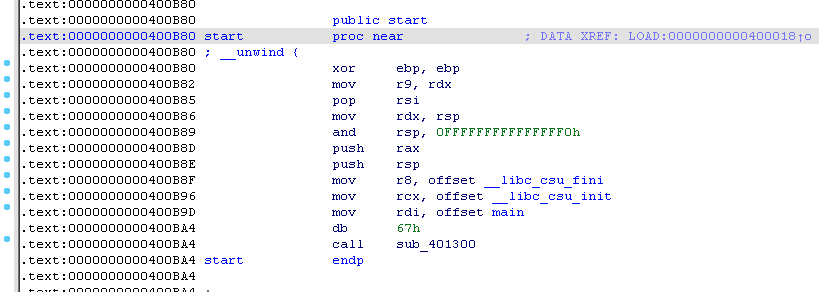 .text:0000000000400B80
.text:0000000000400B80 public start
.text:0000000000400B80 start proc near ; DATA XREF: LOAD:0000000000400018↑o
.text:0000000000400B80 ; __unwind {
.text:0000000000400B80 xor ebp, ebp
.text:0000000000400B82 mov r9, rdx
.text:0000000000400B85 pop rsi
.text:0000000000400B86 mov rdx, rsp
.text:0000000000400B89 and rsp, 0FFFFFFFFFFFFFFF0h
.text:0000000000400B8D push rax
.text:0000000000400B8E push rsp
.text:0000000000400B8F mov r8, offset __libc_csu_fini
.text:0000000000400B96 mov rcx, offset __libc_csu_init
.text:0000000000400B9D mov rdi, offset main
.text:0000000000400BA4 db 67h
.text:0000000000400BA4 call sub_401300
.text:0000000000400BA4 start endp
.text:0000000000400BA4